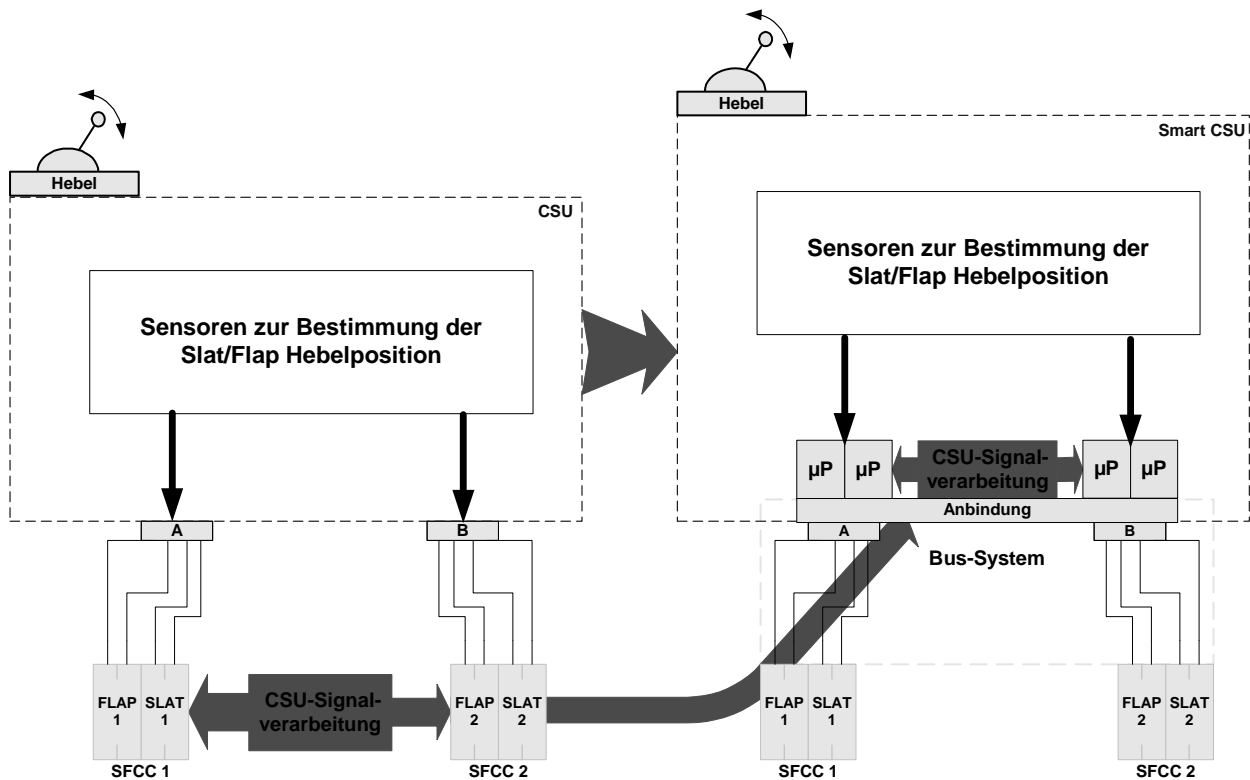 Hebel
CSU
Sensoren zur Bestimmung der
Slat/Flap Hebelposition
A
B
FLAP
1
SLAT
1
SFCC 1
CSU-Signal-
verarbeitung
FLAP
2
SLAT
2
SFCC 2
Hebel
Smart CSU
Sensoren zur Bestimmung der
Slat/Flap Hebelposition
µP
µP
CSU-Signal-
verarbeitung
µP
µP
Anbindung
A
B
Bus-System
FLAP
1
SLAT
1
SFCC 1
FLAP
2
SLAT
2
SFCC 2